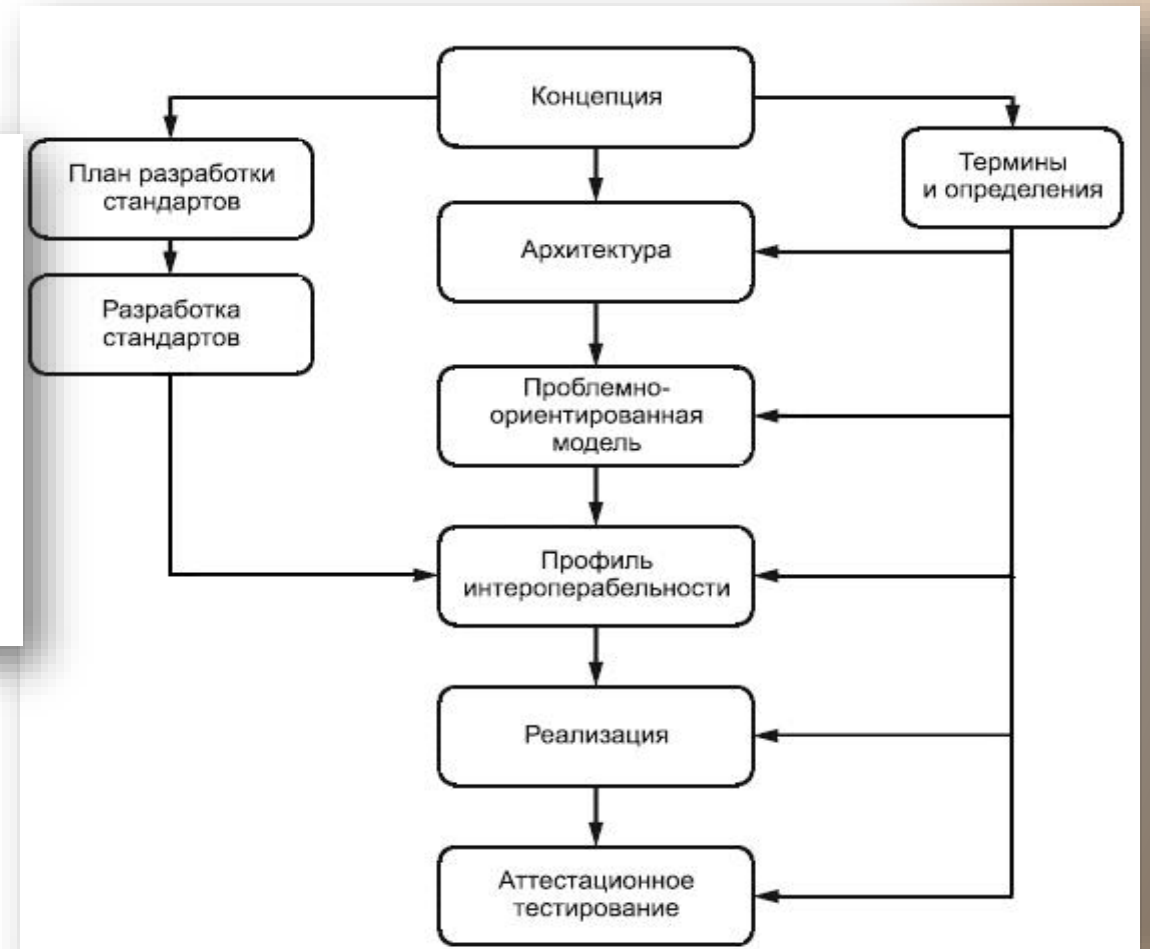 Концепция
План разработки
стандартов
Термины
и определения
Архитектура
Разработка
стандартов
Проблемно-
ориентированная
модель
Профиль
интероперабельности
Реализация
Аттестационное
тестирование